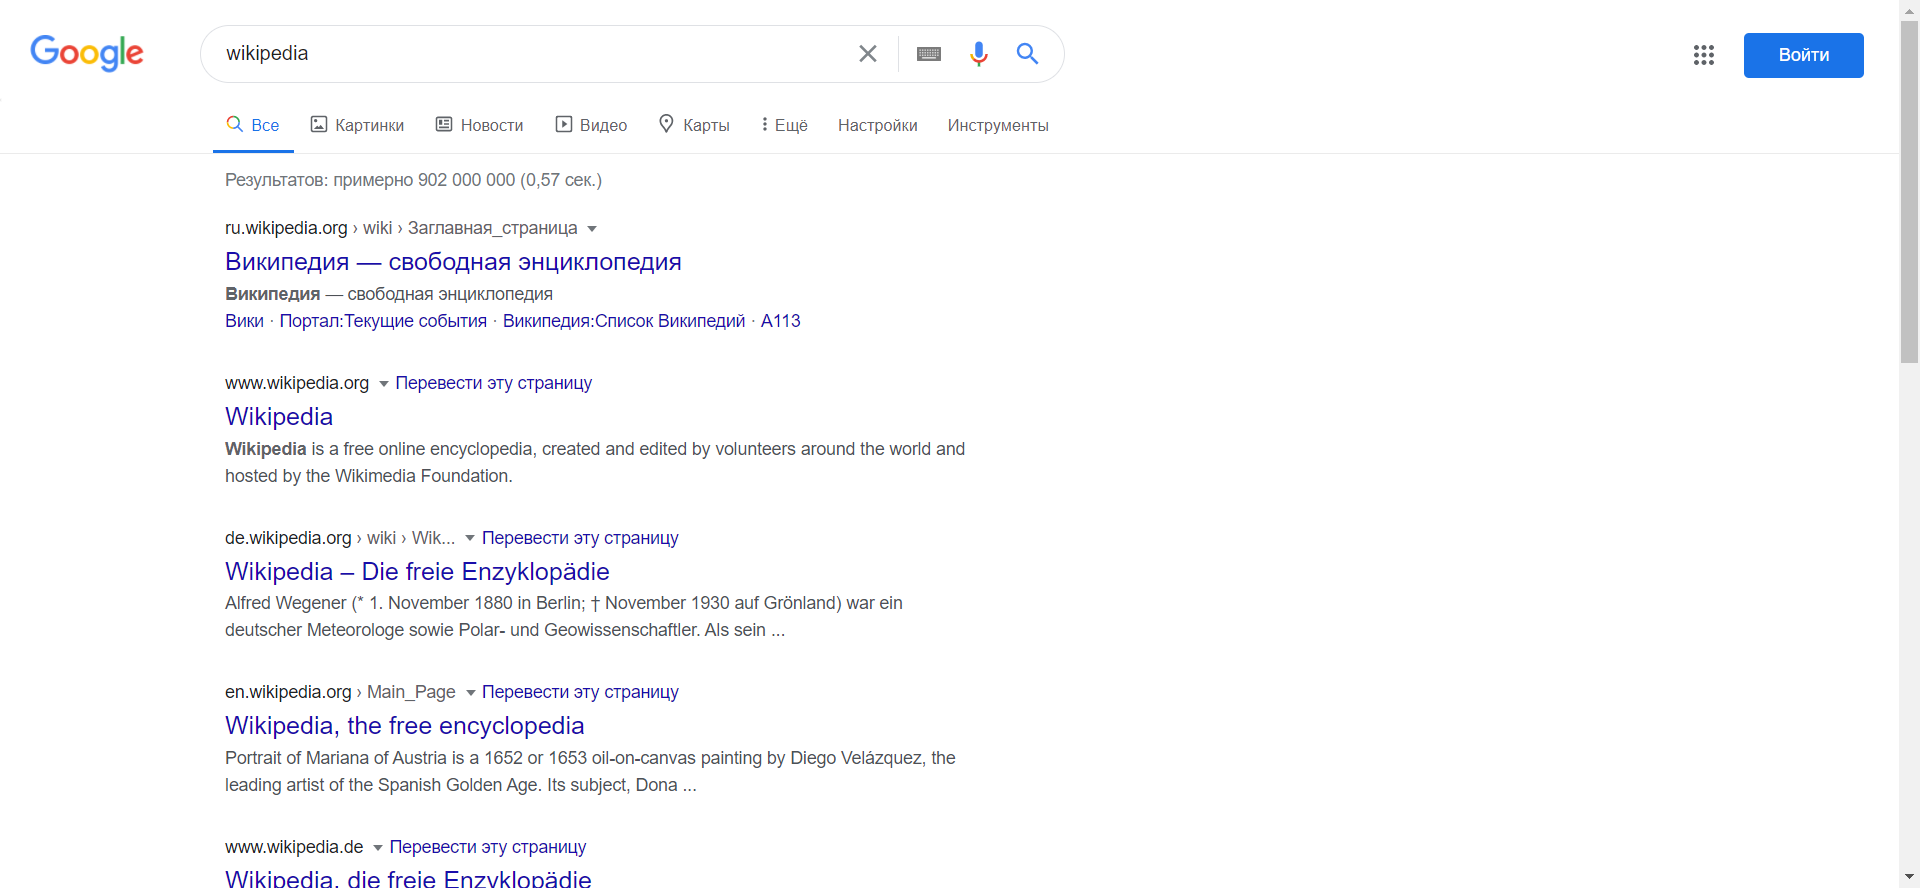 Google
wikipedia
Войти
Все Картинки Новости Видео Карты Ещё Настройки Инструменты
Результатов: примерно 902 000 000 (0,57 сек.)
ru.wikipedia.org › wiki › Заглавная_страница
Википедия — свободная энциклопедия
Википедия — свободная энциклопедия
Вики · Портал:Текущие события · Википедия:Список Википедий · A113
www.wikipedia.org Перевести эту страницу
Wikipedia
Wikipedia is a free online encyclopedia, created and edited by volunteers around the world and
hosted by the Wikimedia Foundation.
de.wikipedia.org › wiki › Wik... Перевести эту страницу
Wikipedia – Die freie Enzyklopädie
Alfred Wegener (* 1. November 1880 in Berlin; † November 1930 auf Grönland) war ein
deutscher Meteorologe sowie Polar- und Geowissenschaftler. Als sein ...
en.wikipedia.org › Main_Page Перевести эту страницу
Wikipedia, the free encyclopedia
Portrait of Mariana of Austria is a 1652 or 1653 oil-on-canvas painting by Diego Velázquez, the
leading artist of the Spanish Golden Age. Its subject, Dona ...
www.wikipedia.de Перевести эту страницу
Wikipedia, die freie Enzyklopädie